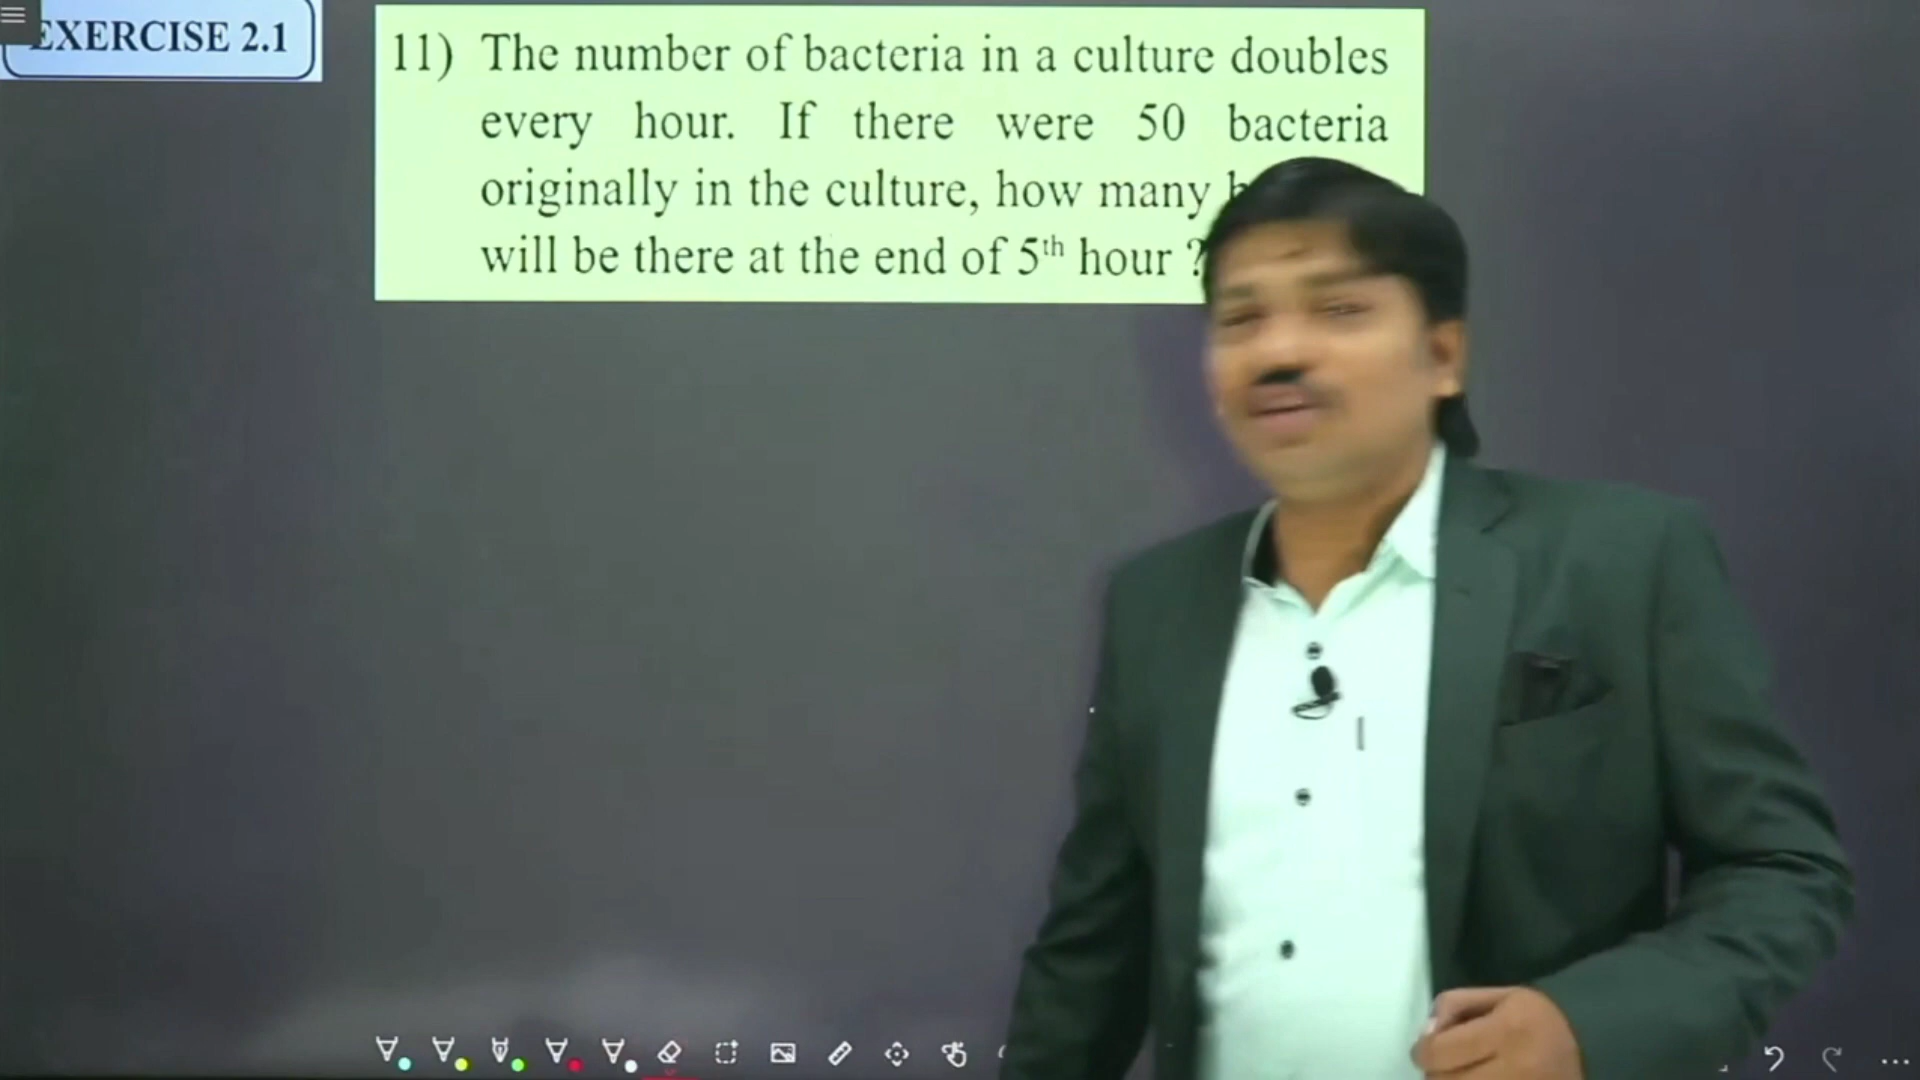 EXERCISE 2.1
11) The number of bacteria in a culture doubles
every hour. If there were 50 bacteria
originally in the culture, how many
will be there at the end of 5th hour ?